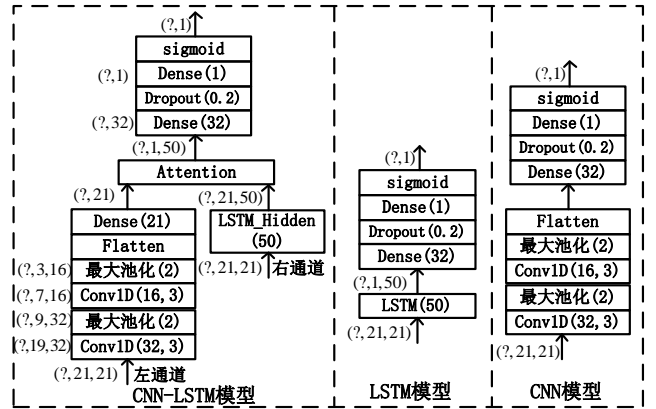 (?,1)
sigmoid
(?,1)
Dense(1)
Dropout(0.2)
(?,32)
Dense(32)
(?,1,50)
Attention
(?,21)
(?,21,50)
Dense(21)
Flatten
(?,3,16)
最大池化(2)
(?,7,16)
Conv1D(16,3)
(?,9,32)
最大池化(2)
(?,19,32)
Conv1D(32,3)
(?,21,21)
左通道
LSTM_Hidden
(50)
(?,21,21)
右通道
CNN-LSTM模型
(?,1)
sigmoid
Dense(1)
Dropout(0.2)
Dense(32)
(?,1,50)
LSTM(50)
(?,21,21)
LSTM模型
(?,1)
sigmoid
Dense(1)
Dropout(0.2)
Dense(32)
Flatten
最大池化(2)
Conv1D(16,3)
最大池化(2)
Conv1D(32,3)
(?,21,21)
CNN模型